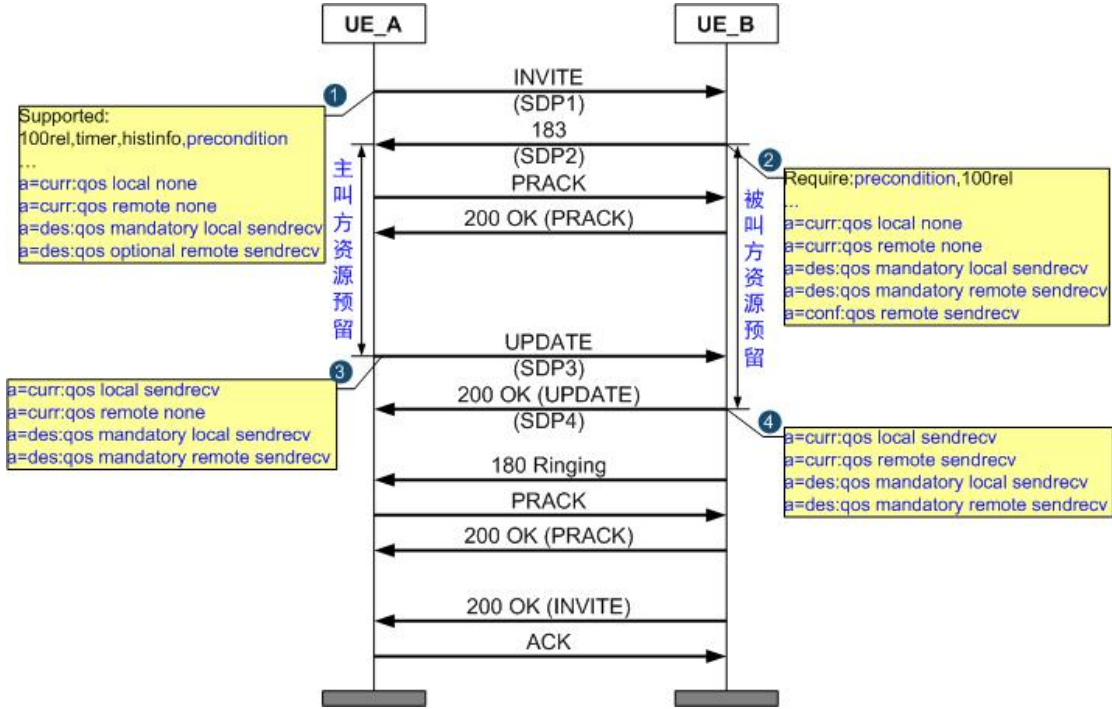 UE_A
UE_B
INVITE
(SDP1)
1
Supported:
100rel,timer,histinfo,precondition
...
a=curr:qos local none
a=curr:qos remote none
a=des:qos mandatory local sendrecv
a=des:qos optional remote sendrecv
183
(SDP2)
2
Require:precondition,100rel
...
a=curr:qos local none
a=curr:qos remote none
a=des:qos mandatory local sendrecv
a=des:qos mandatory remote sendrecv
a=conf:qos remote sendrecv
主叫方资源预留
被叫方资源预留
PRACK
200 OK (PRACK)
UPDATE
(SDP3)
3
a=curr:qos local sendrecv
a=curr:qos remote none
a=des:qos mandatory local sendrecv
a=des:qos mandatory remote sendrecv
200 OK (UPDATE)
(SDP4)
4
a=curr:qos local sendrecv
a=curr:qos remote sendrecv
a=des:qos mandatory local sendrecv
a=des:qos mandatory remote sendrecv
180 Ringing
PRACK
200 OK (PRACK)
200 OK (INVITE)
ACK